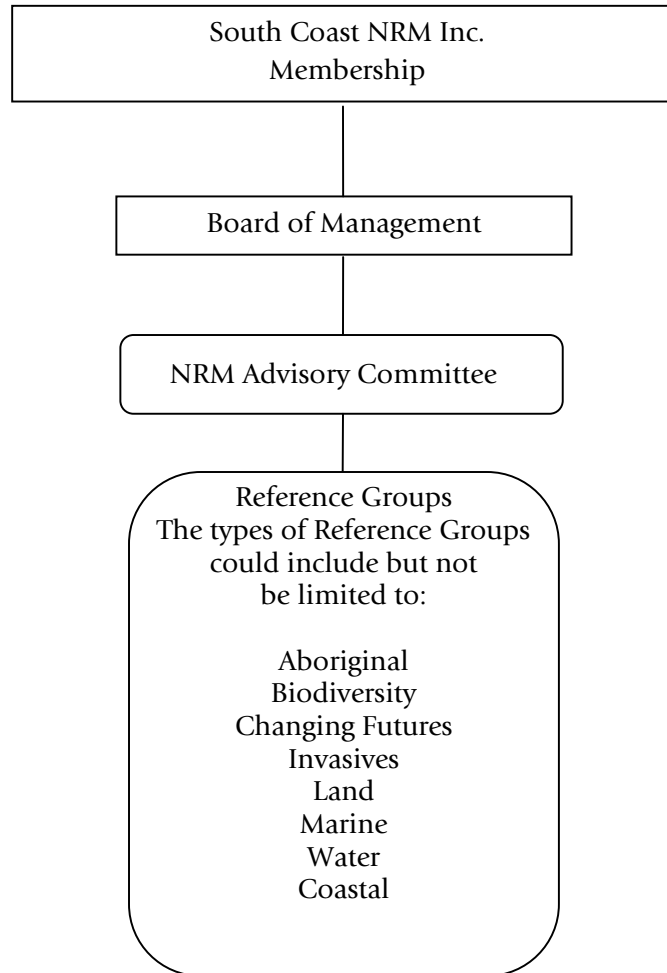 South Coast NRM Inc.
Membership
Board of Management
NRM Advisory Committee
Reference Groups
The types of Reference Groups
could include but not
be limited to:
Aboriginal
Biodiversity
Changing Futures
Invasives
Land
Marine
Water
Coastal